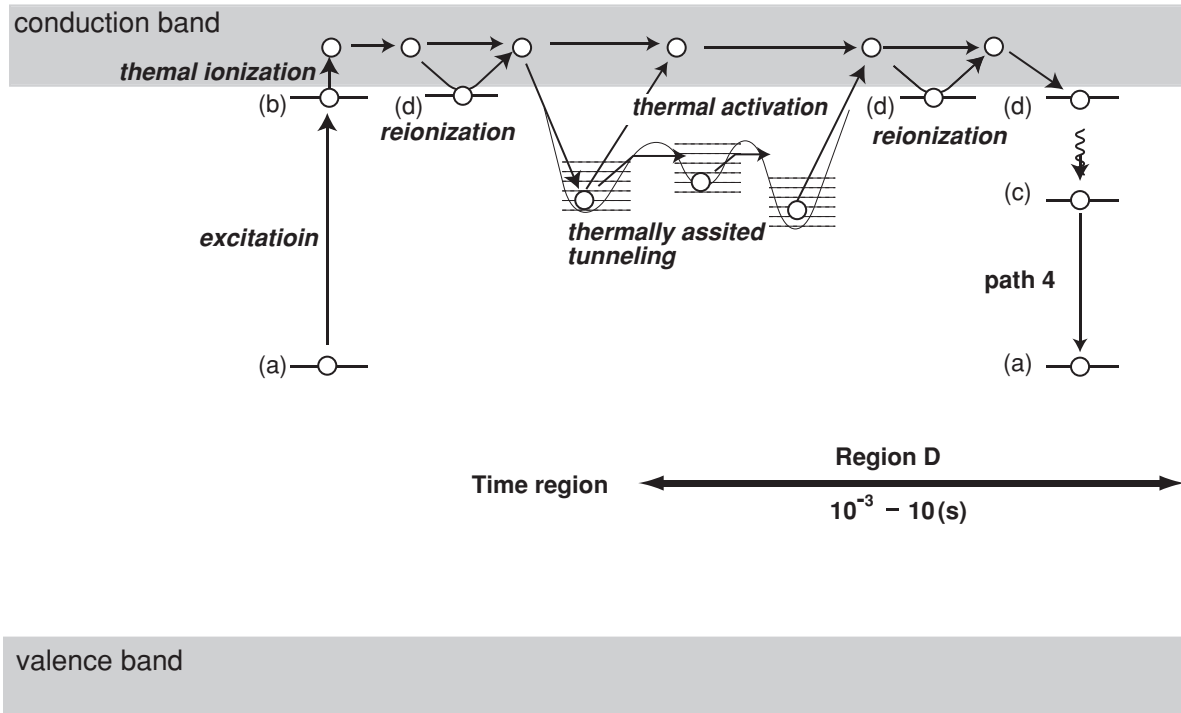 conduction band
themal ionization
(b)
(d)
reionization
thermal activation
(d)
reionization
(d)
excitatioin
thermally assited
tunneling
(c)
path 4
(a)
(a)
Region D
Time region
10⁻³ – 10 (s)
valence band